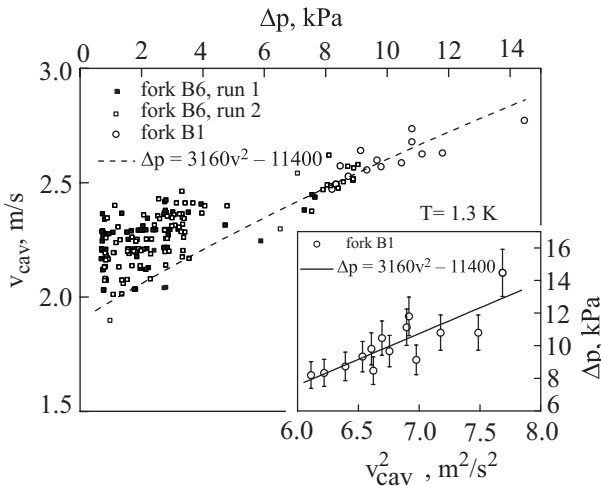 Δp, kPa
0 2 4 6 8 10 12 14
3.0
2.5
2.0
1.5
v_cav, m/s
fork B6, run 1
fork B6, run 2
fork B1
Δp = 3160v² – 11400
T= 1.3 K
fork B1
Δp = 3160v² – 11400
16
14
12
10
8
6
Δp, kPa
6.0 6.5 7.0 7.5 8.0
v²_cav , m²/s²